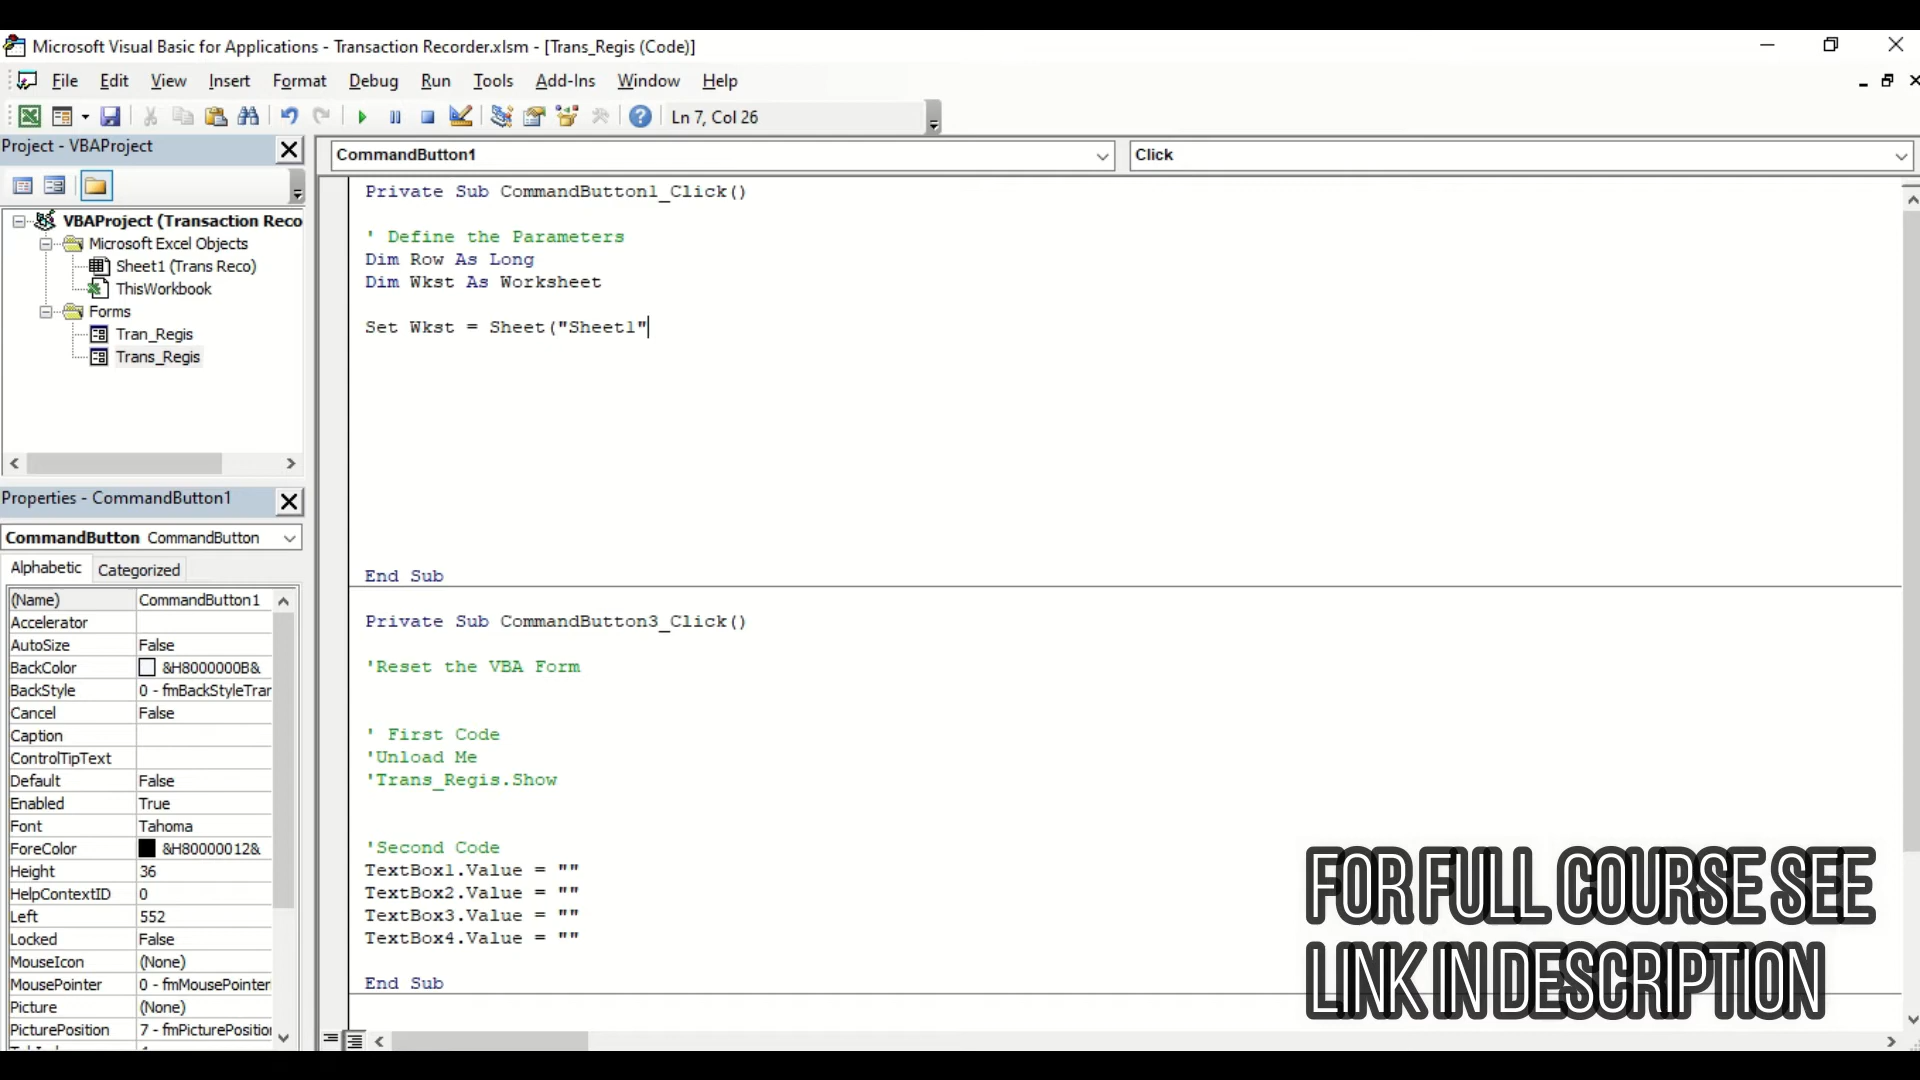 Microsoft Visual Basic for Applications - Transaction Recorder.xlsm - [Trans_Regis (Code)]
File Edit View Insert Format Debug Run Tools Add-Ins Window Help
Ln 7, Col 26
Project - VBAProject
VBAProject (Transaction Reco
Microsoft Excel Objects
Sheet1 (Trans Reco)
ThisWorkbook
Forms
Tran_Regis
Trans_Regis
Properties - CommandButton1
CommandButton CommandButton
Alphabetic Categorized
(Name) CommandButton1
Accelerator
AutoSize False
BackColor &H8000000B&
BackStyle 0 - fmBackStyleTrar
Cancel False
Caption
ControlTipText
Default False
Enabled True
Font Tahoma
ForeColor &H80000012&
Height 36
HelpContextID 0
Left 552
Locked False
MouseIcon (None)
MousePointer 0 - fmMousePointer
Picture (None)
PicturePosition 7 - fmPicturePositior
CommandButton1 Click
Private Sub CommandButton1_Click()
' Define the Parameters
Dim Row As Long
Dim Wkst As Worksheet
Set Wkst = Sheet("Sheet1"
End Sub
Private Sub CommandButton3_Click()
'Reset the VBA Form
' First Code
'Unload Me
'Trans_Regis.Show
'Second Code
TextBox1.Value = ""
TextBox2.Value = ""
TextBox3.Value = ""
TextBox4.Value = ""
End Sub
FOR FULL COURSE SEE
LINK IN DESCRIPTION